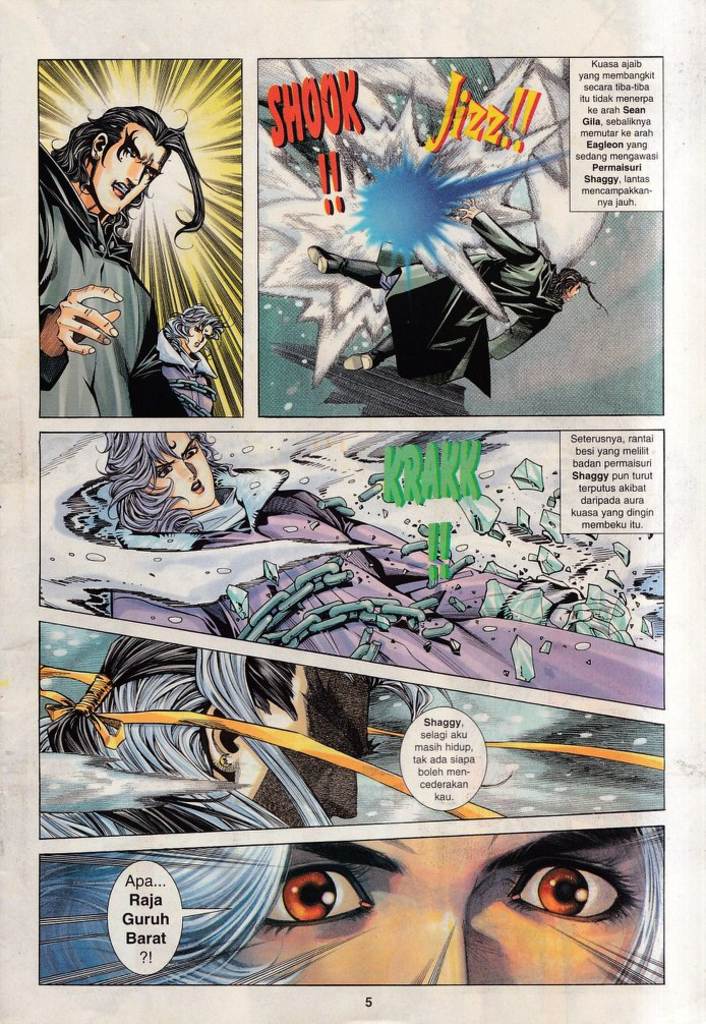 SHOOK
!!
Jizz!!
Kuasa ajaib
yang membangkit
secara tiba-tiba
itu tidak menerpa
ke arah Sean
Gila, sebaliknya
memutar ke arah
Eagleon yang
sedang mengawasi
Permaisuri
Shaggy, lantas
mencampakkan-
nya jauh.
KRAKK
!!
Seterusnya, rantai
besi yang melilit
badan permaisuri
Shaggy pun turut
terputus akibat
daripada aura
kuasa yang dingin
membeku itu.
Shaggy,
selagi aku
masih hidup,
tak ada siapa
boleh men-
cederakan
kau.
Apa...
Raja
Guruh
Barat
?!
5